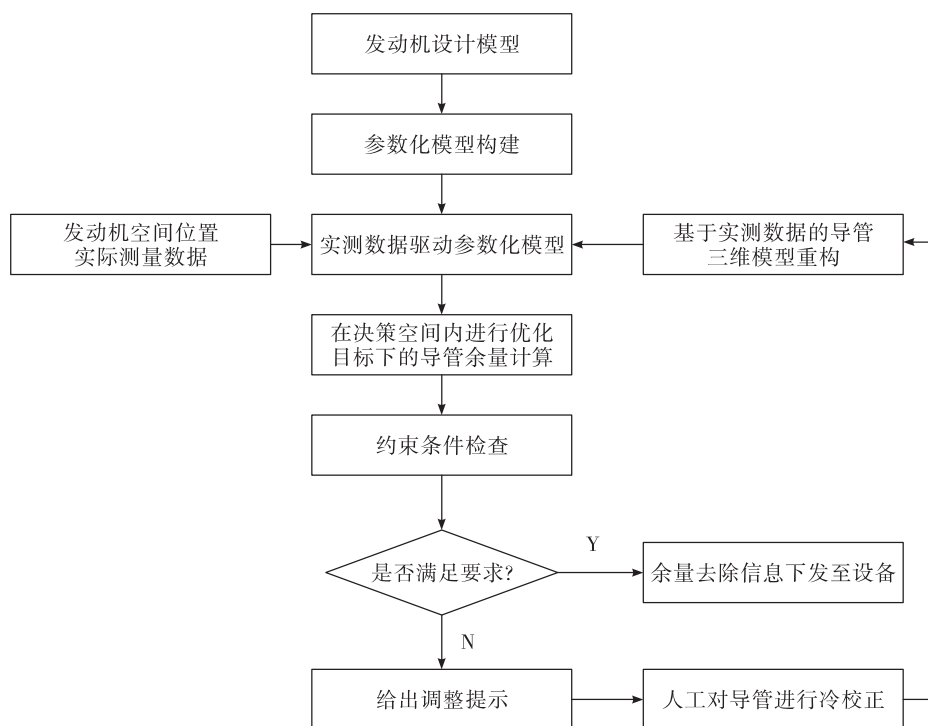 发动机设计模型
参数化模型构建
发动机空间位置
实际测量数据
实测数据驱动参数化模型
基于实测数据的导管
三维模型重构
在决策空间内进行优化
目标下的导管余量计算
约束条件检查
是否满足要求?
Y
余量去除信息下发至设备
N
给出调整提示
人工对导管进行冷校正